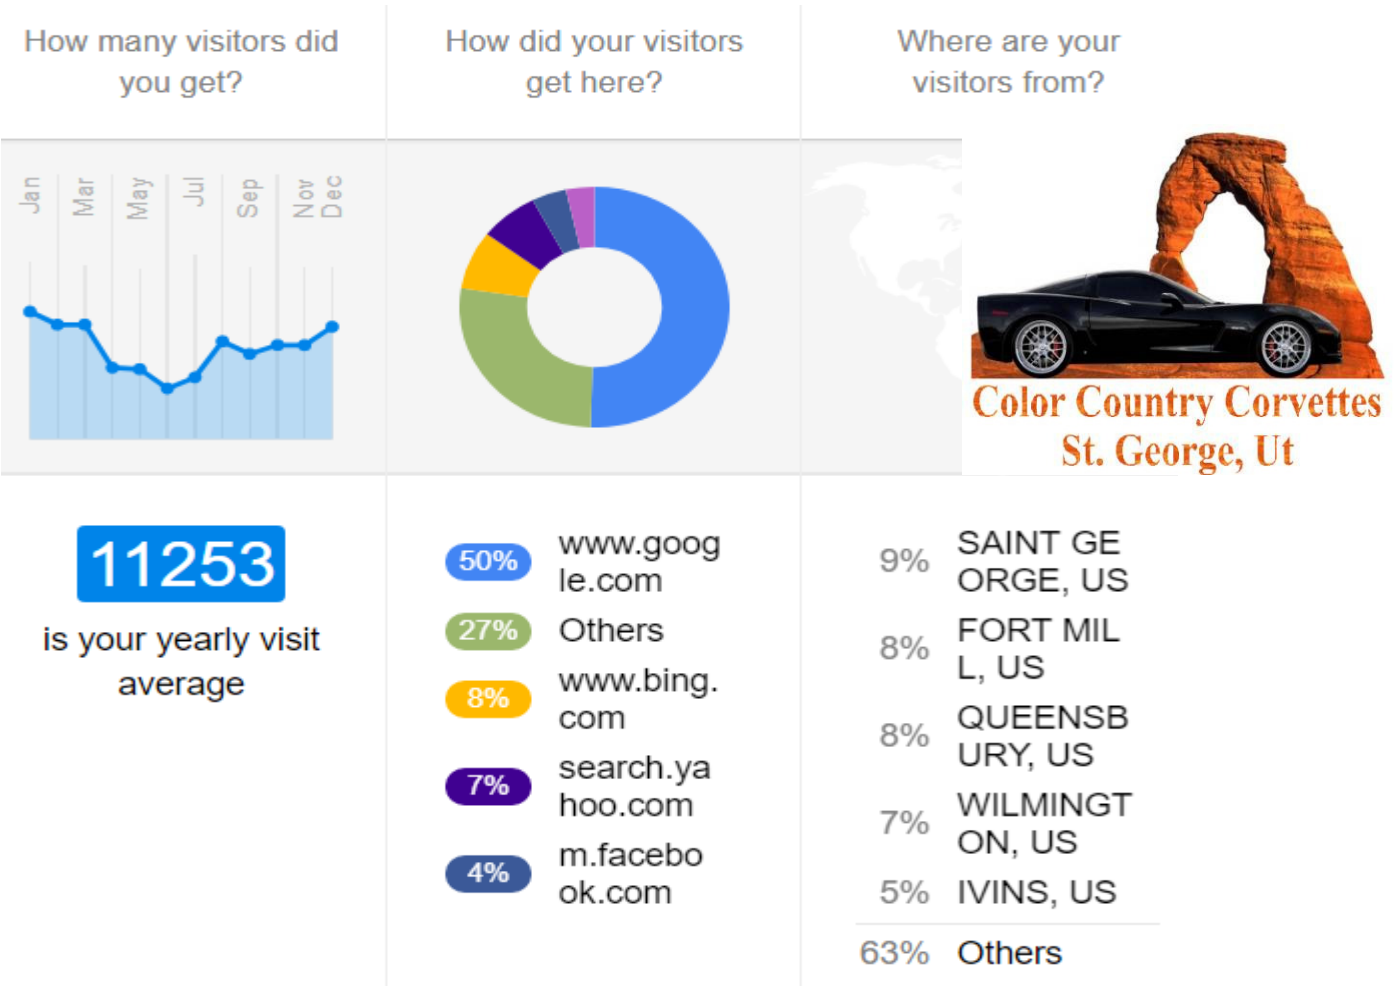 How many visitors did
you get?
Jan
Mar
May
Jul
Sep
Nov
Dec
11253
is your yearly visit
average
How did your visitors
get here?
50%
www.goog
le.com
27%
Others
8%
www.bing.
com
7%
search.ya
hoo.com
4%
m.facebo
ok.com
Where are your
visitors from?
Color Country Corvettes
St. George, Ut
9%
SAINT GE
ORGE, US
8%
FORT MIL
L, US
8%
QUEENSB
URY, US
7%
WILMINGT
ON, US
5%
IVINS, US
63%
Others